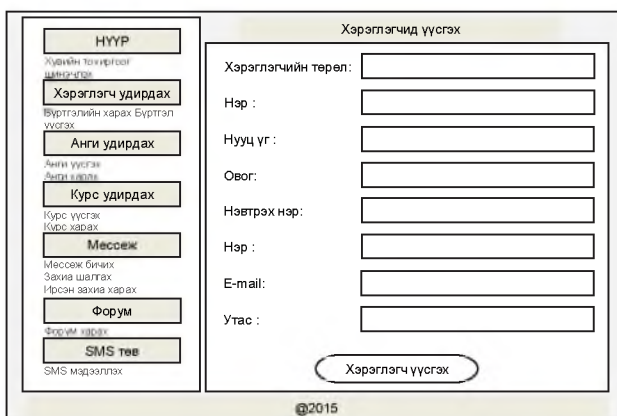 НҮҮР
Хувийн тохиргоог
шинэчлэх
Хэрэглэгч удирдах
Бүртгэлийн харах Бүртгэл
үүсгэх
Анги удирдах
Анги үүсгэх
Анги харах
Курс удирдах
Курс үүсгэх
Курс харах
Мессеж
Мессеж бичих
Захиа шалгах
Ирсэн захиа харах
Форум
Форум харах
SMS төв
SMS мэдээллэх
Хэрэглэгчид үүсгэх
Хэрэглэгчийн төрөл:
Нэр :
Нууц үг :
Овог:
Нэвтрэх нэр:
Нэр :
E-mail:
Утас :
Хэрэглэгч үүсгэх
@2015